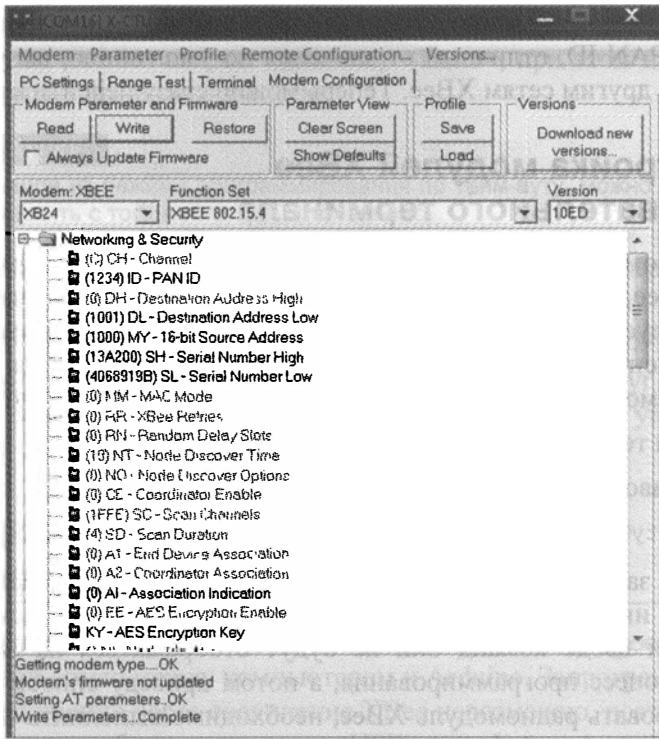 [COM16] X-CTU
Modem Parameter Profile Remote Configuration... Versions...
PC Settings Range Test Terminal Modem Configuration
Modem Parameter and Firmware Parameter View Profile Versions
Read Write Restore Clear Screen Save Download new versions...
Always Update Firmware Show Defaults Load
Modem: XBEE Function Set Version
XB24 XBEE 802.15.4 10ED
Networking & Security
(C) CH - Channel
(1234) ID - PAN ID
(0) DH - Destination Address High
(1001) DL - Destination Address Low
(1000) MY - 16-bit Source Address
(13A200) SH - Serial Number High
(4068919B) SL - Serial Number Low
(0) MM - MAC Mode
(0) RR - XBee Retries
(0) RN - Random Delay Slots
(19) NT - Node Discover Time
(0) NO - Node Discover Options
(0) CE - Coordinator Enable
(1FFE) SC - Scan Channels
(4) SD - Scan Duration
(0) A1 - End Device Association
(0) A2 - Coordinator Association
(0) AI - Association Indication
(0) EE - AES Encryption Enable
KY - AES Encryption Key
Getting modem type....OK
Modem's firmware not updated
Setting AT parameters..OK
Write Parameters...Complete